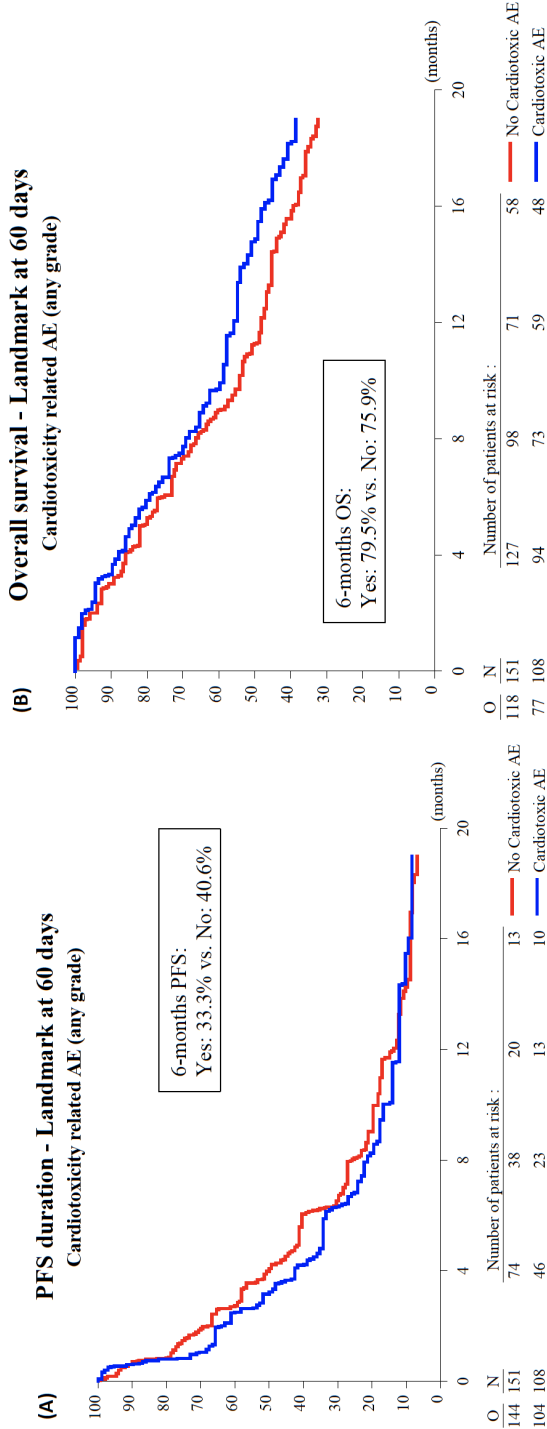 (A)
PFS duration - Landmark at 60 days
Cardiotoxicity related AE (any grade)
100
90
80
70
60
50
40
30
20
10
0
6-months PFS:
Yes: 33.3% vs. No: 40.6%
0 4 8 12 16 20
(months)
O N Number of patients at risk :
144 151 74 38 20 13 No Cardiotoxic AE
104 108 46 23 13 10 Cardiotoxic AE
(B)
Overall survival - Landmark at 60 days
Cardiotoxicity related AE (any grade)
100
90
80
70
60
50
40
30
20
10
0
6-months OS:
Yes: 79.5% vs. No: 75.9%
0 4 8 12 16 20
(months)
O N Number of patients at risk :
118 151 127 98 71 58 No Cardiotoxic AE
77 108 94 73 59 48 Cardiotoxic AE